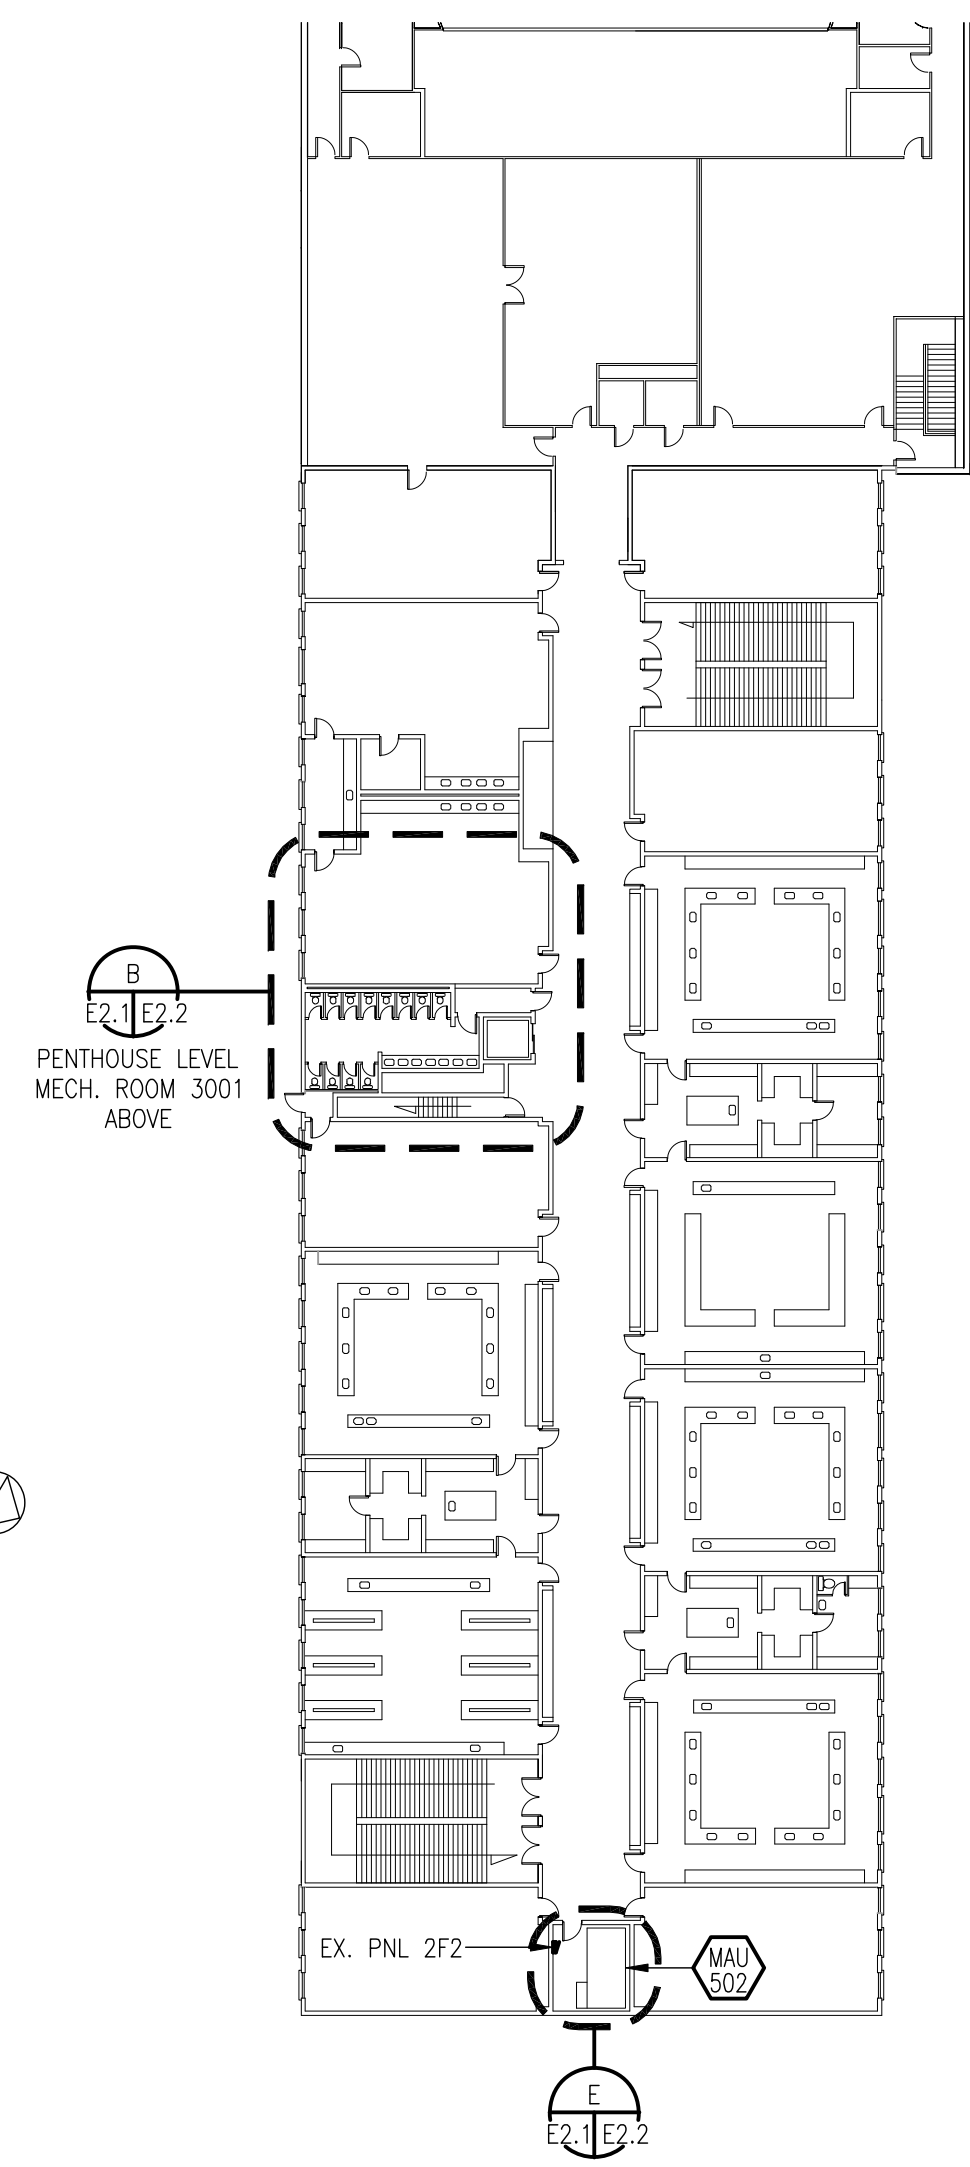 B
E2.1 E2.2
PENTHOUSE LEVEL
MECH. ROOM 3001
ABOVE
EX. PNL 2F2
MAU
502
E
E2.1 E2.2